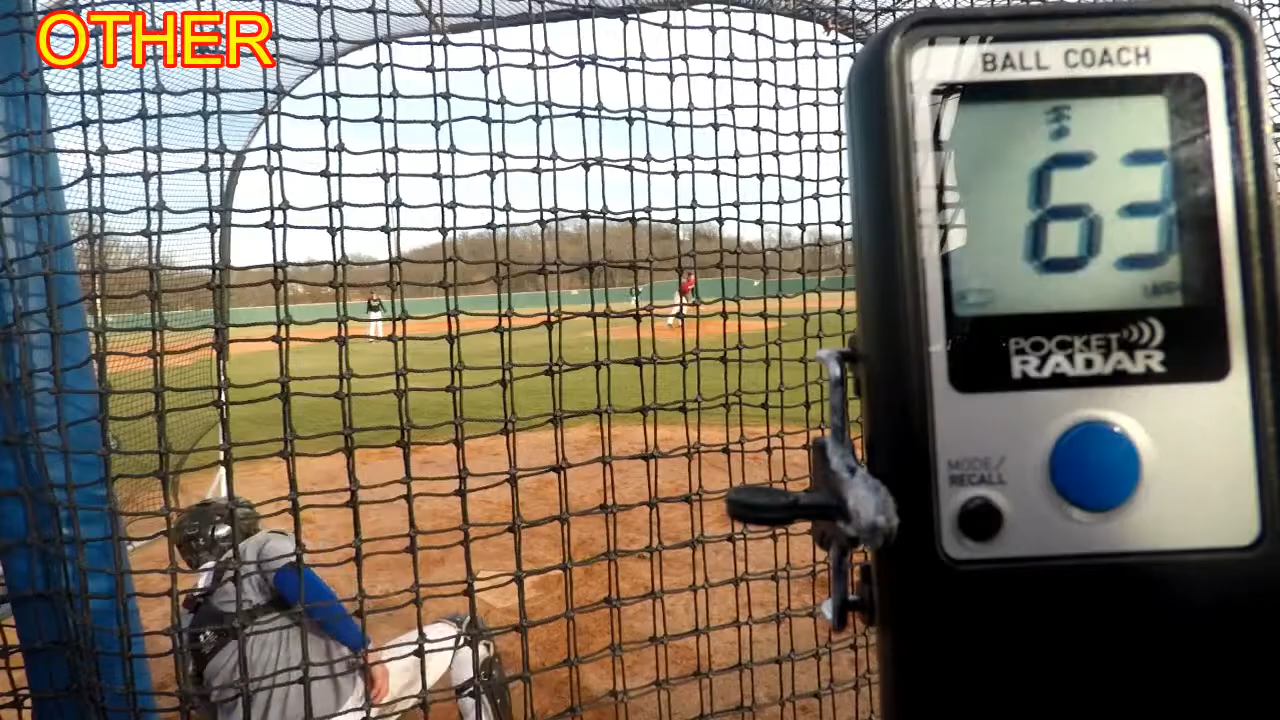 OTHER
BALL COACH
63
POCKET
RADAR
MODE/
RECALL